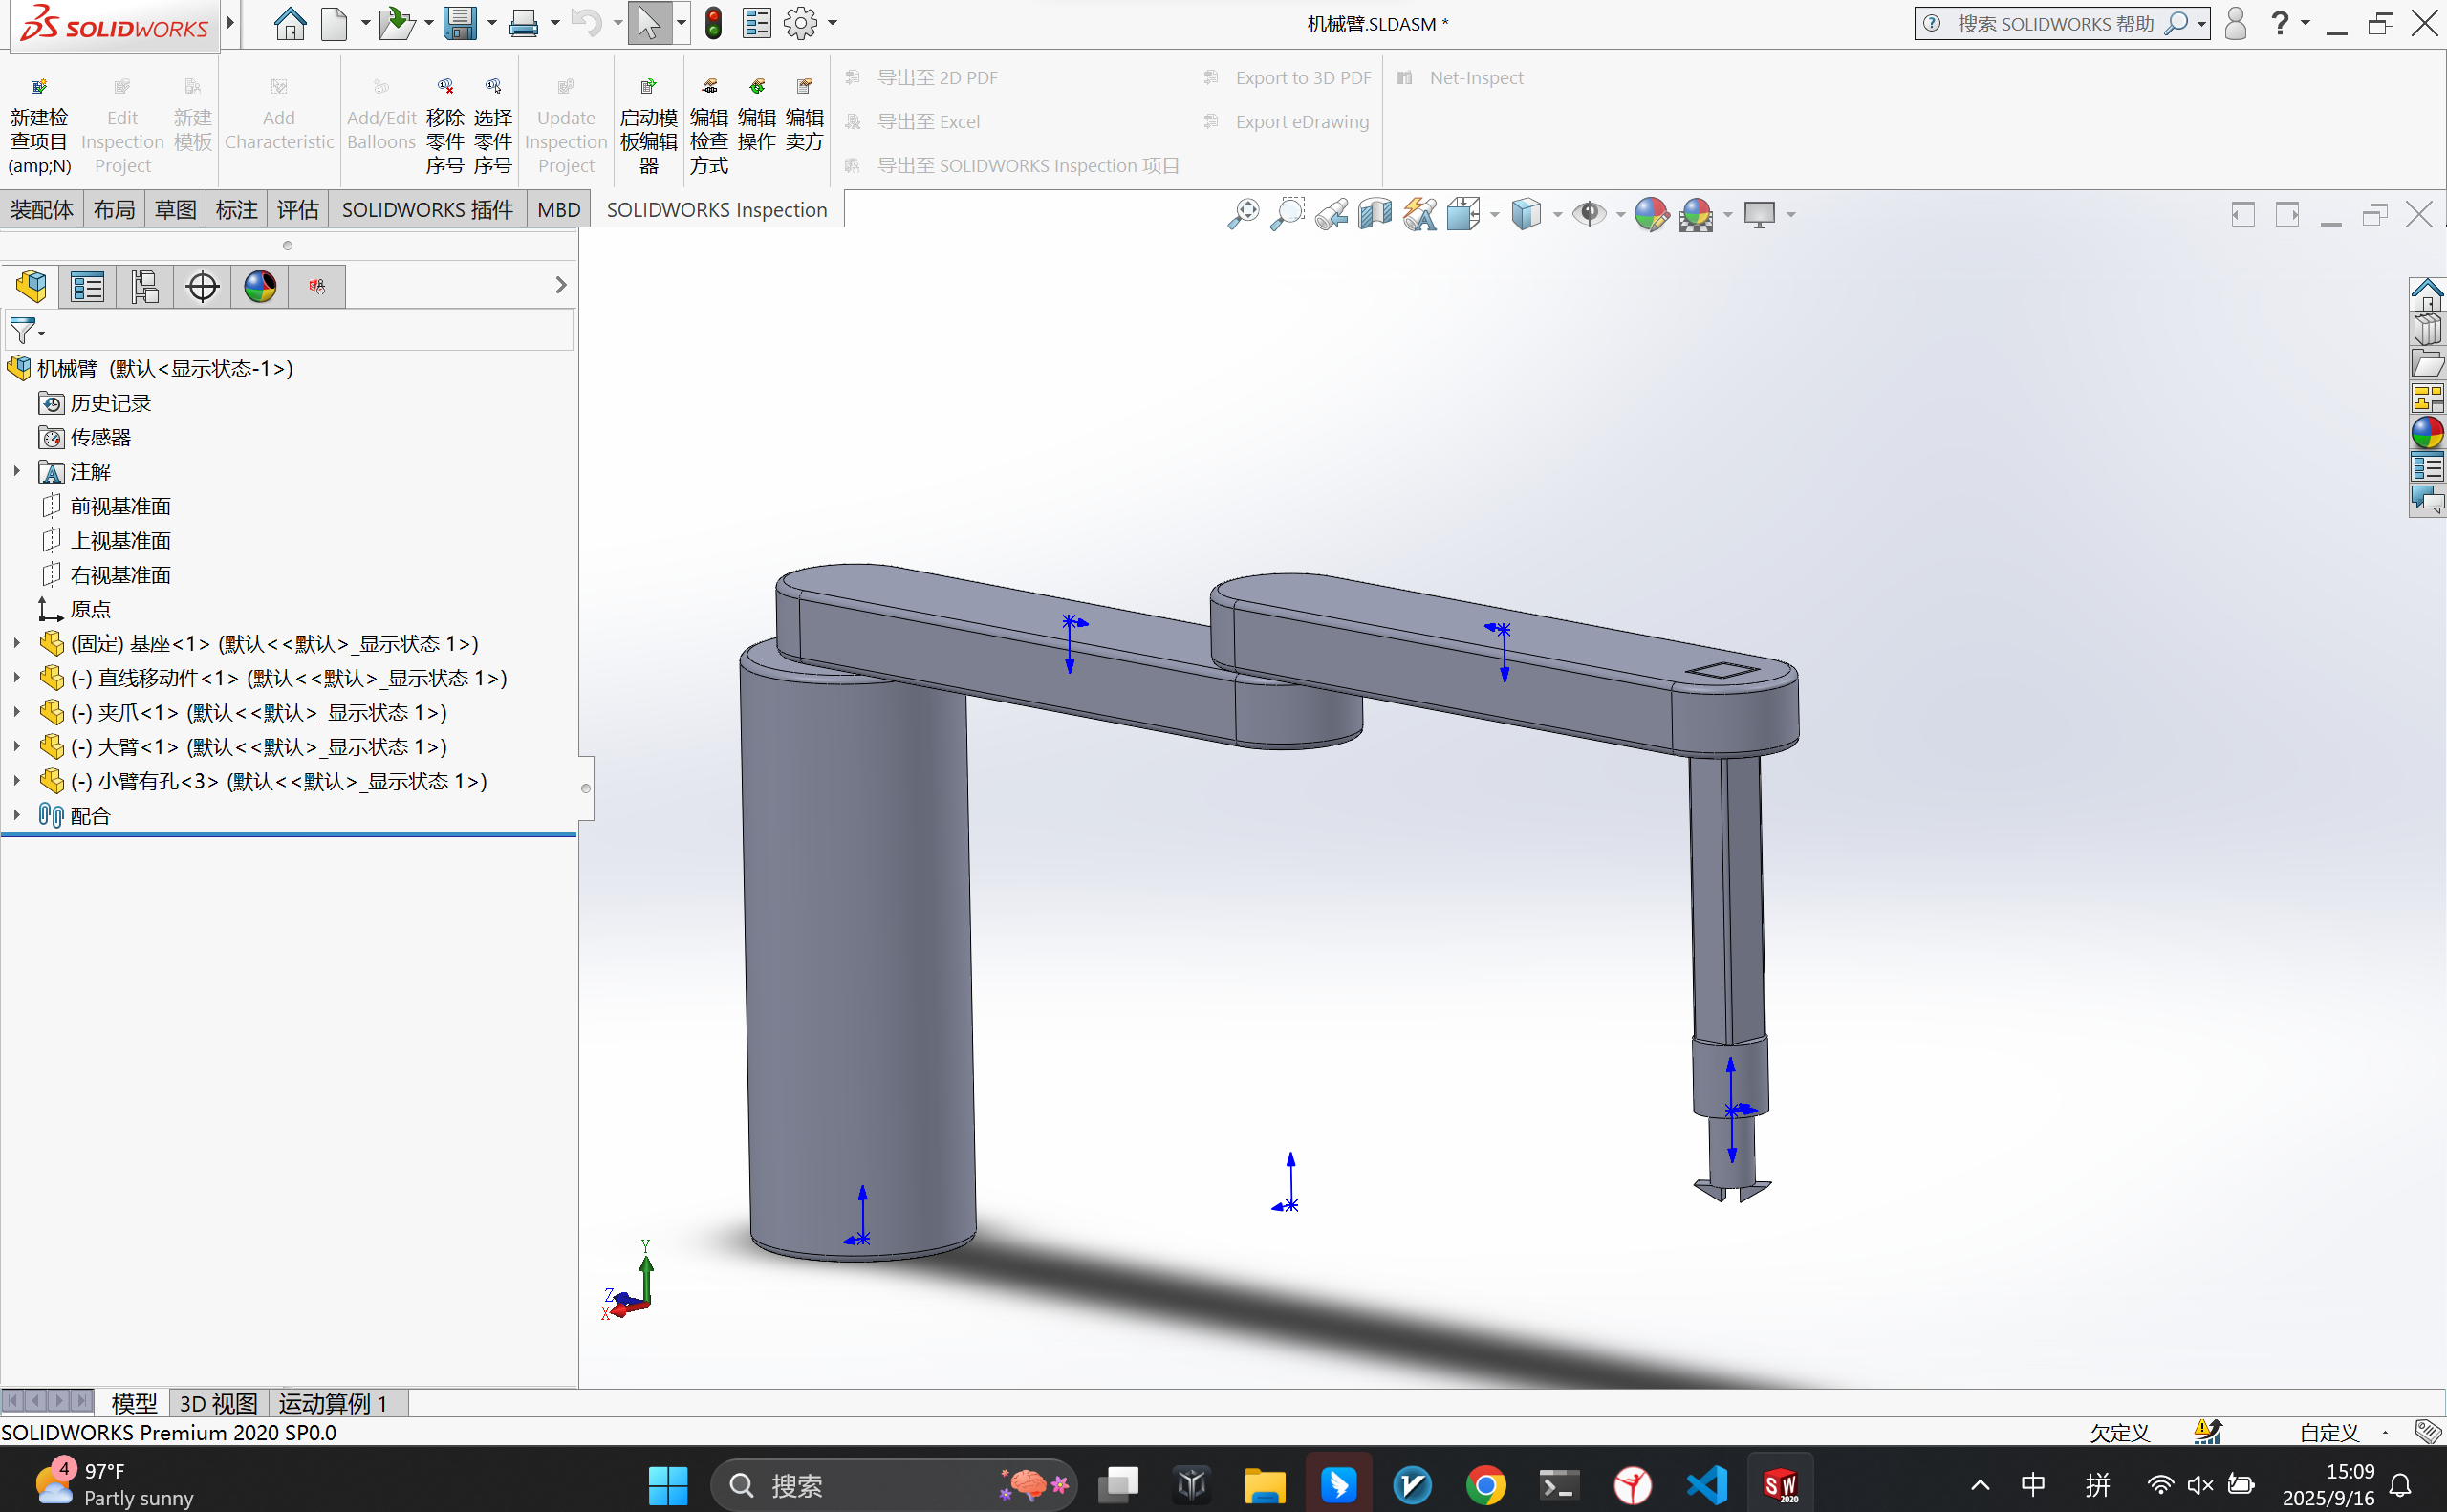 SOLIDWORKS
机械臂.SLDASM *
搜索 SOLIDWORKS 帮助
新建检查项目(amp;N)
Edit Inspection Project
新建模板
Add Characteristic
Add/Edit Balloons
移除零件序号
选择零件序号
Update Inspection Project
启动模板编辑器
编辑检查方式
编辑操作
编辑卖方
导出至 2D PDF
导出至 Excel
导出至 SOLIDWORKS Inspection 项目
Export to 3D PDF
Export eDrawing
Net-Inspect
装配体 布局 草图 标注 评估 SOLIDWORKS 插件 MBD SOLIDWORKS Inspection
机械臂 (默认<显示状态-1>)
历史记录
传感器
注解
前视基准面
上视基准面
右视基准面
原点
(固定) 基座<1> (默认<<默认>_显示状态 1>)
(-) 直线移动件<1> (默认<<默认>_显示状态 1>)
(-) 夹爪<1> (默认<<默认>_显示状态 1>)
(-) 大臂<1> (默认<<默认>_显示状态 1>)
(-) 小臂有孔<3> (默认<<默认>_显示状态 1>)
配合
Y
Z
X
模型 3D 视图 运动算例 1
SOLIDWORKS Premium 2020 SP0.0
欠定义
自定义
4
97°F
Partly sunny
搜索
SW
2020
中
拼
15:09
2025/9/16